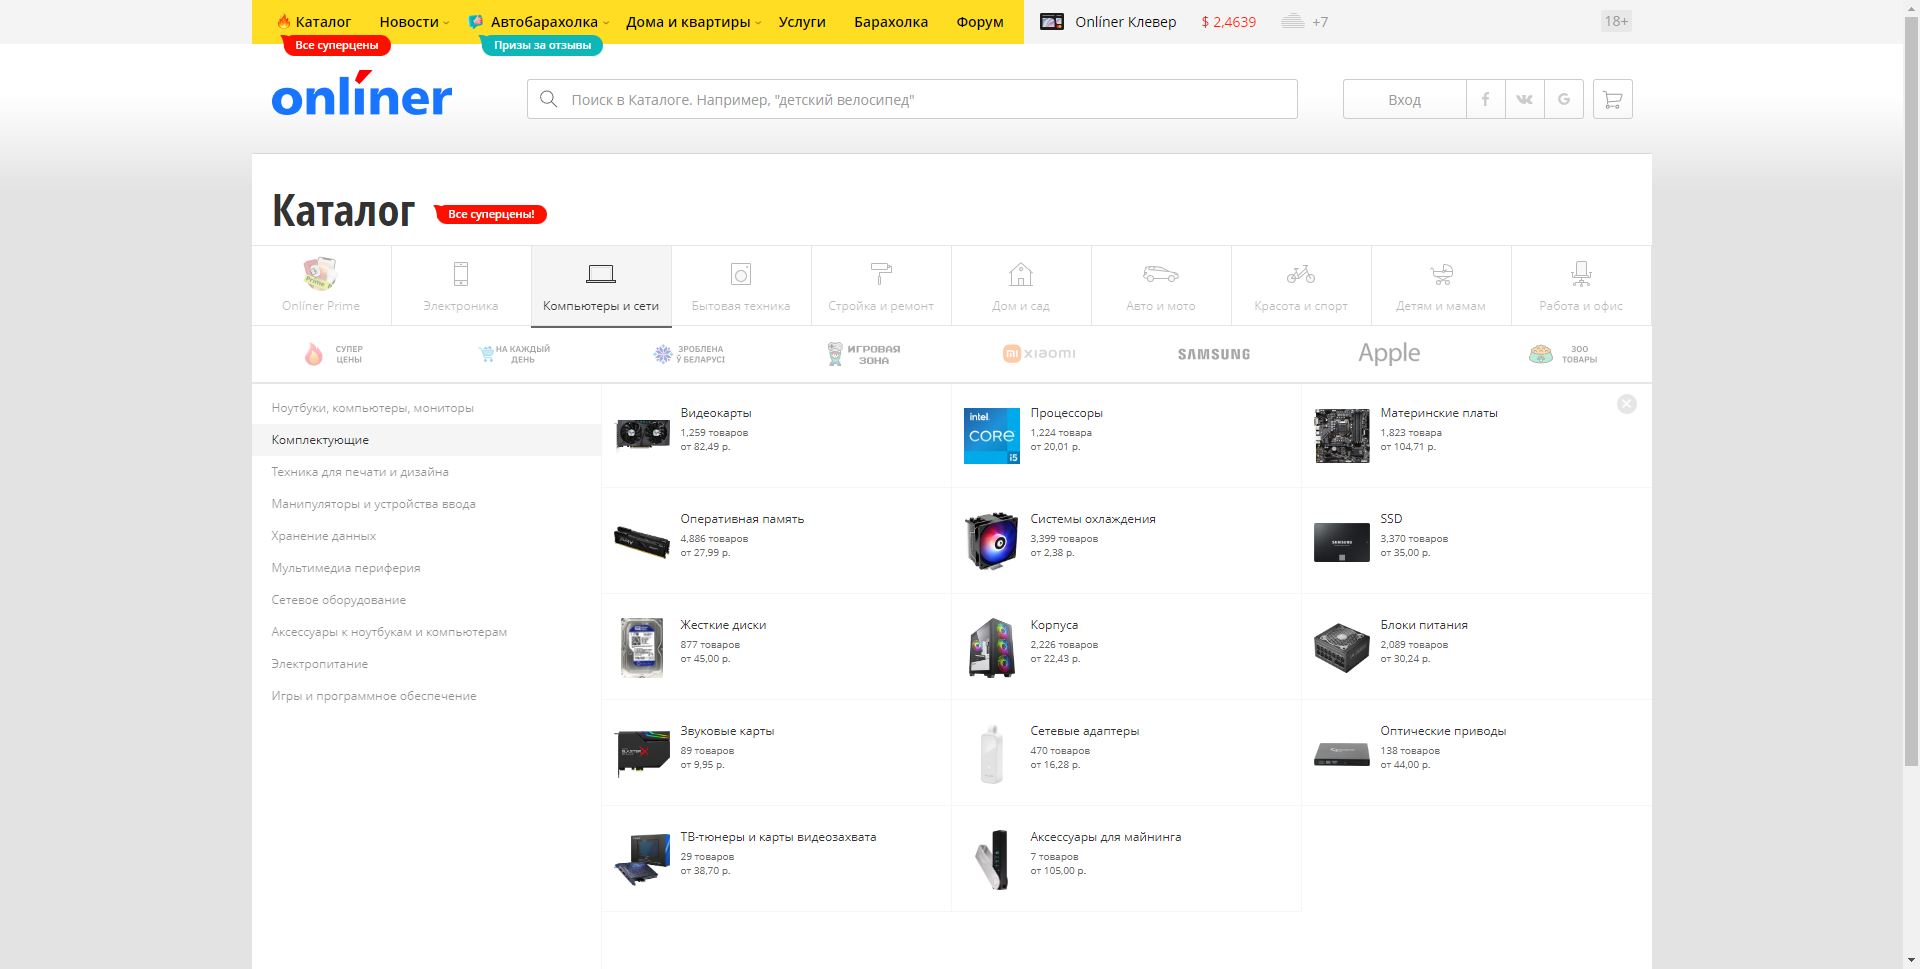 Каталог
Новости
Автобарахолка
Дома и квартиры
Услуги
Барахолка
Форум
Onlíner Клевер
$ 2,4639
+7
18+
Все суперцены
Призы за отзывы
onlíner
Поиск в Каталоге. Например, "детский велосипед"
Вход
Каталог
Все суперцены!
Onlíner Prime
Электроника
Компьютеры и сети
Бытовая техника
Стройка и ремонт
Дом и сад
Авто и мото
Красота и спорт
Детям и мамам
Работа и офис
СУПЕР
ЦЕНЫ
НА КАЖДЫЙ
ДЕНЬ
ЗРОБЛЕНА
Ў БЕЛАРУСІ
ИГРОВАЯ
ЗОНА
xiaomi
SAMSUNG
Apple
ЗОО
ТОВАРЫ
Ноутбуки, компьютеры, мониторы
Комплектующие
Техника для печати и дизайна
Манипуляторы и устройства ввода
Хранение данных
Мультимедиа периферия
Сетевое оборудование
Аксессуары к ноутбукам и компьютерам
Электропитание
Игры и программное обеспечение
Видеокарты
1,259 товаров
от 82,49 р.
intel.
CORE
i5
Процессоры
1,224 товара
от 20,01 р.
Материнские платы
1,823 товара
от 104,71 р.
Оперативная память
4,886 товаров
от 27,99 р.
Системы охлаждения
3,399 товаров
от 2,38 р.
SAMSUNG
SSD
3,370 товаров
от 35,00 р.
Жесткие диски
877 товаров
от 45,00 р.
Корпуса
2,226 товаров
от 22,43 р.
Блоки питания
2,089 товаров
от 30,24 р.
Звуковые карты
89 товаров
от 9,95 р.
Сетевые адаптеры
470 товаров
от 16,28 р.
Оптические приводы
138 товаров
от 44,00 р.
ТВ-тюнеры и карты видеозахвата
29 товаров
от 38,70 р.
Аксессуары для майнинга
7 товаров
от 105,00 р.